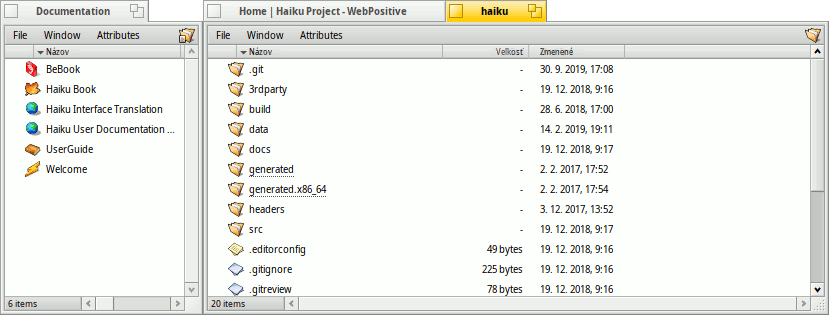 Documentation
File Window Attributes
Názov
BeBook
Haiku Book
Haiku Interface Translation
Haiku User Documentation ...
UserGuide
Welcome
6 items
Home | Haiku Project - WebPositive
haiku
File Window Attributes
Názov Veľkosť Zmenené
.git - 30. 9. 2019, 17:08
3rdparty - 19. 12. 2018, 9:16
build - 28. 6. 2018, 17:00
data - 14. 2. 2019, 19:11
docs - 19. 12. 2018, 9:17
generated - 2. 2. 2017, 17:52
generated.x86_64 - 2. 2. 2017, 17:54
headers - 3. 12. 2017, 13:52
src - 19. 12. 2018, 9:17
.editorconfig 49 bytes 19. 12. 2018, 9:16
.gitignore 225 bytes 19. 12. 2018, 9:16
.gitreview 78 bytes 19. 12. 2018, 9:16
20 items